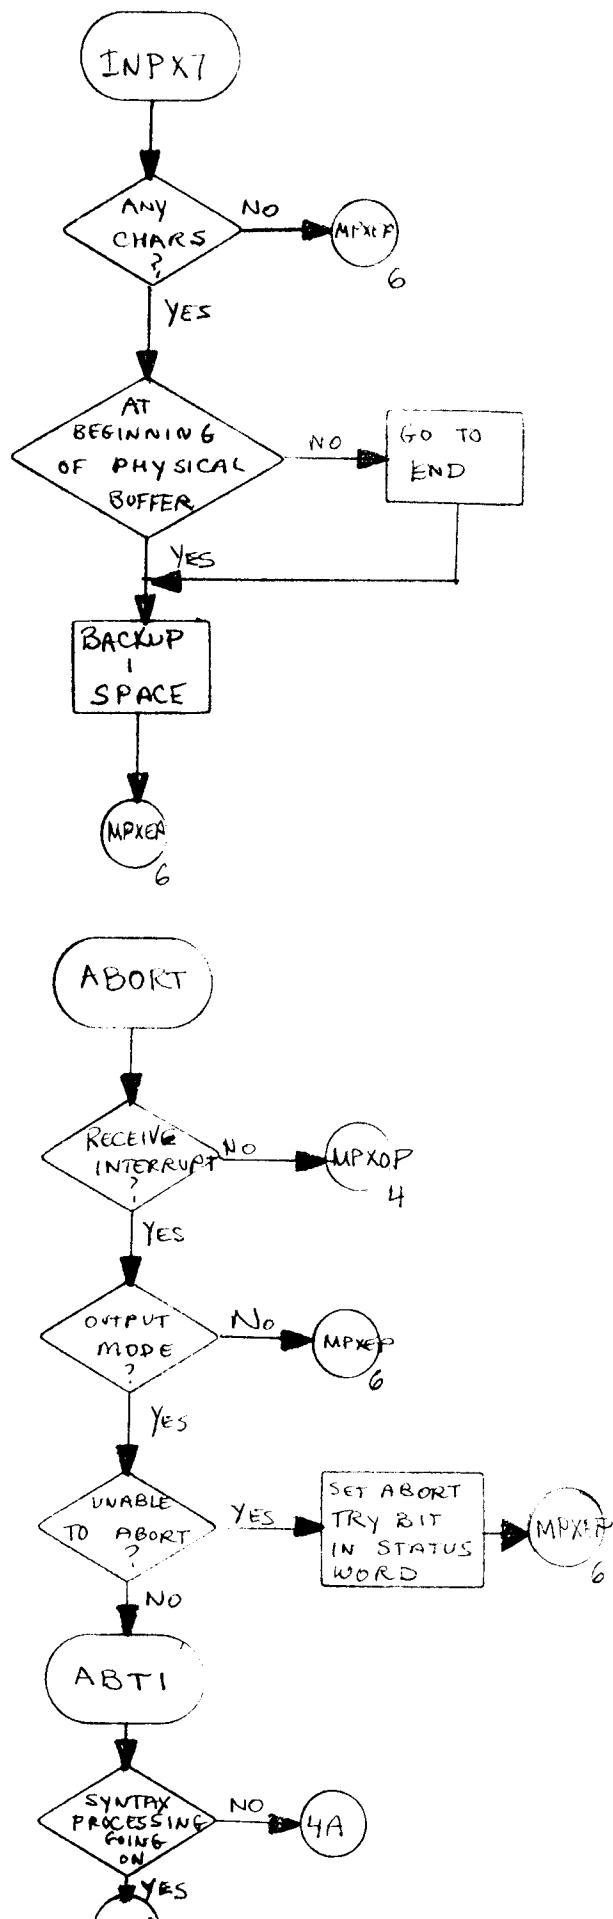 INPX7
ANY
CHARS
?
NO
6
YES
AT
BEGINNING
OF PHYSICAL
BUFFER
NO
GO TO
END
YES
BACKUP
1
SPACE
6
ABORT
RECEIVE
INTERRUPT
?
NO
MPXOP
4
YES
OUTPUT
MODE
?
No
6
YES
UNABLE
TO ABORT
?
YES
SET ABORT
TRY BIT
IN STATUS
WORD
6
NO
ABT1
SYNTAX
PROCESSING
GOING
ON
NO
4A
YES